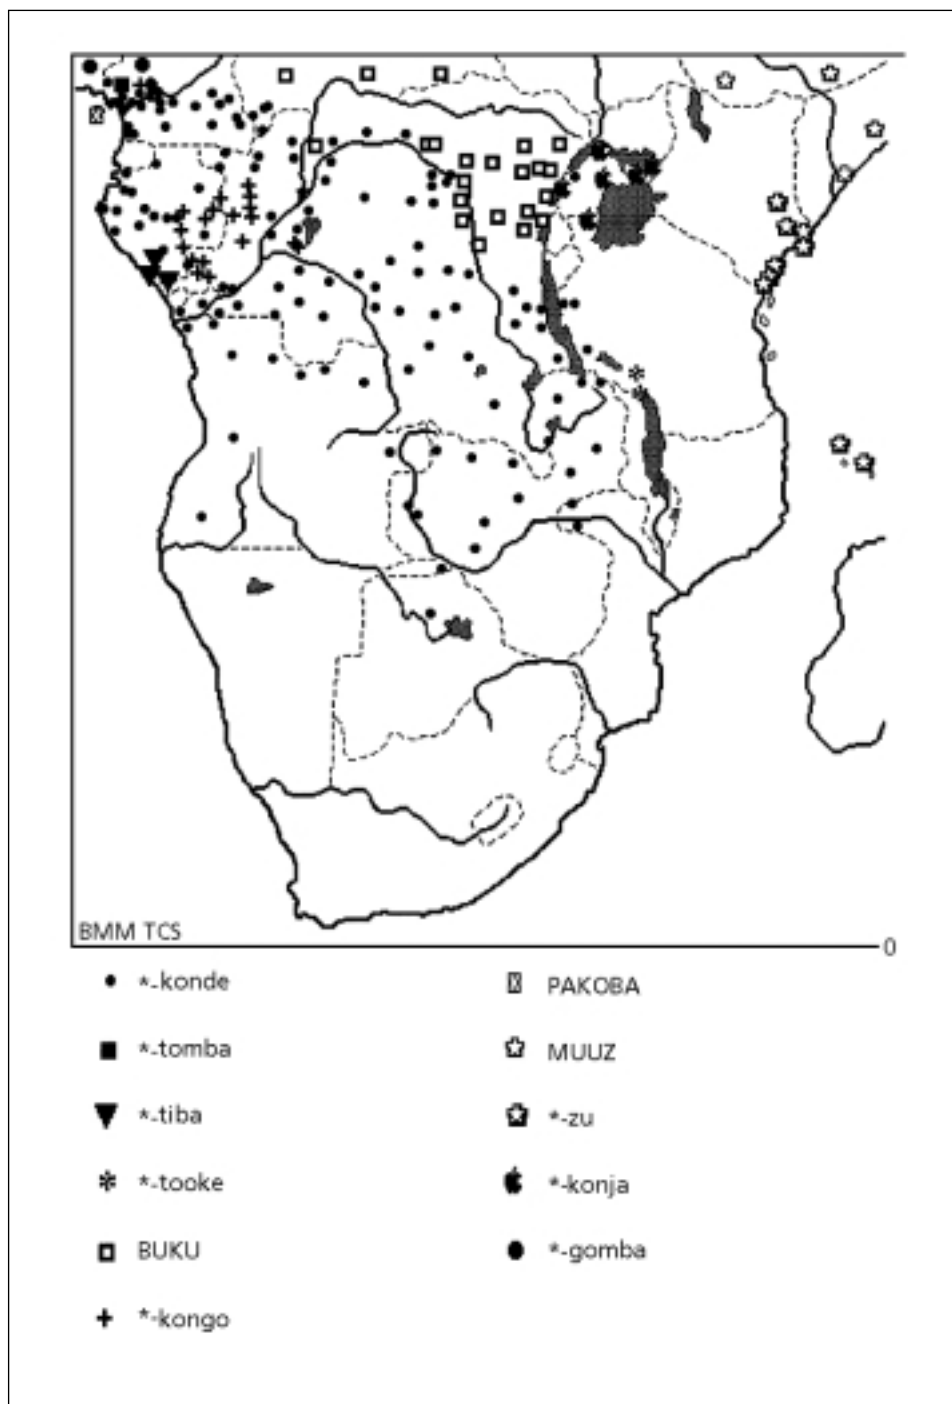 BMM TCS
0
*-konde
*-tomba
*-tiba
*-tooke
BUKU
*-kongo
PAKOBA
MUUZ
*-zu
*-konja
*-gomba